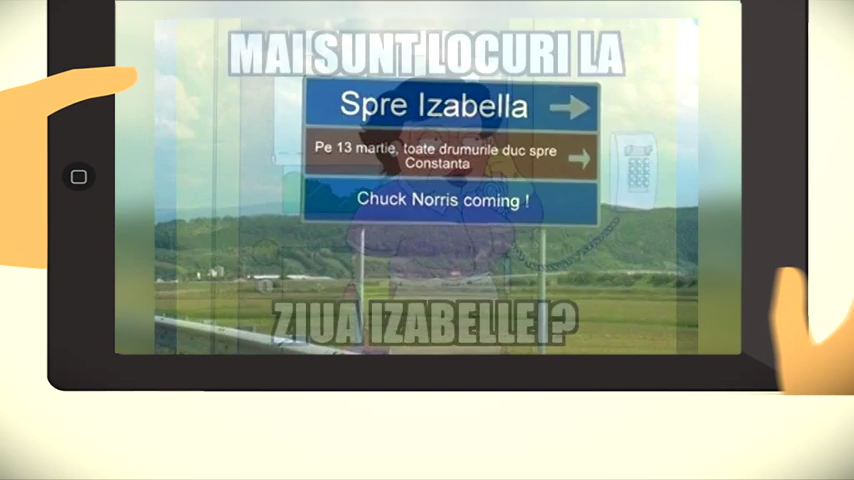 MAI SUNT LOCURI LA
Spre Izabella
Pe 13 martie, toate drumurile duc spre
Constanta
Chuck Norris coming !
ZIUA IZABELLEI ?